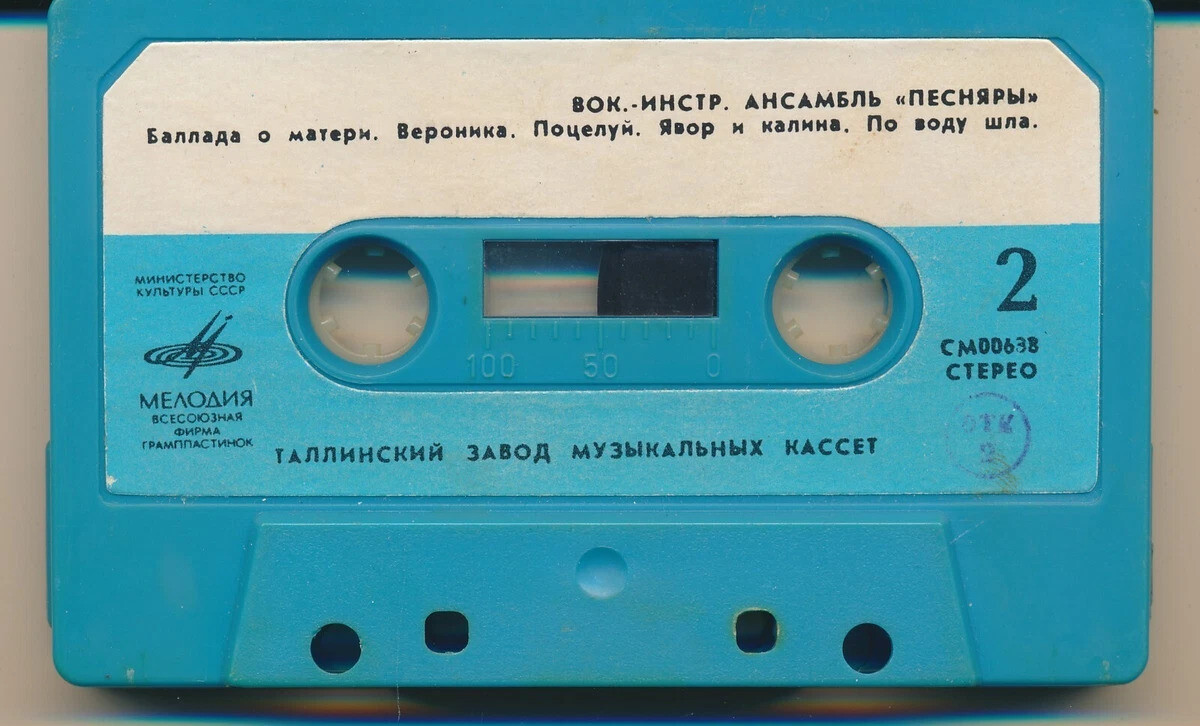 ВОК.-ИНСТР. АНСАМБЛЬ «ПЕСНЯРЫ»
Баллада о матери. Вероника. Поцелуй. Явор и калина. По воду шла.
МИНИСТЕРСТВО
КУЛЬТУРЫ СССР
2
100 50 0
СМ00638
СТЕРЕО
МЕЛОДИЯ
ВСЕСОЮЗНАЯ
ФИРМА
ГРАМПЛАСТИНОК
ТАЛЛИНСКИЙ ЗАВОД МУЗЫКАЛЬНЫХ КАССЕТ
ОТК